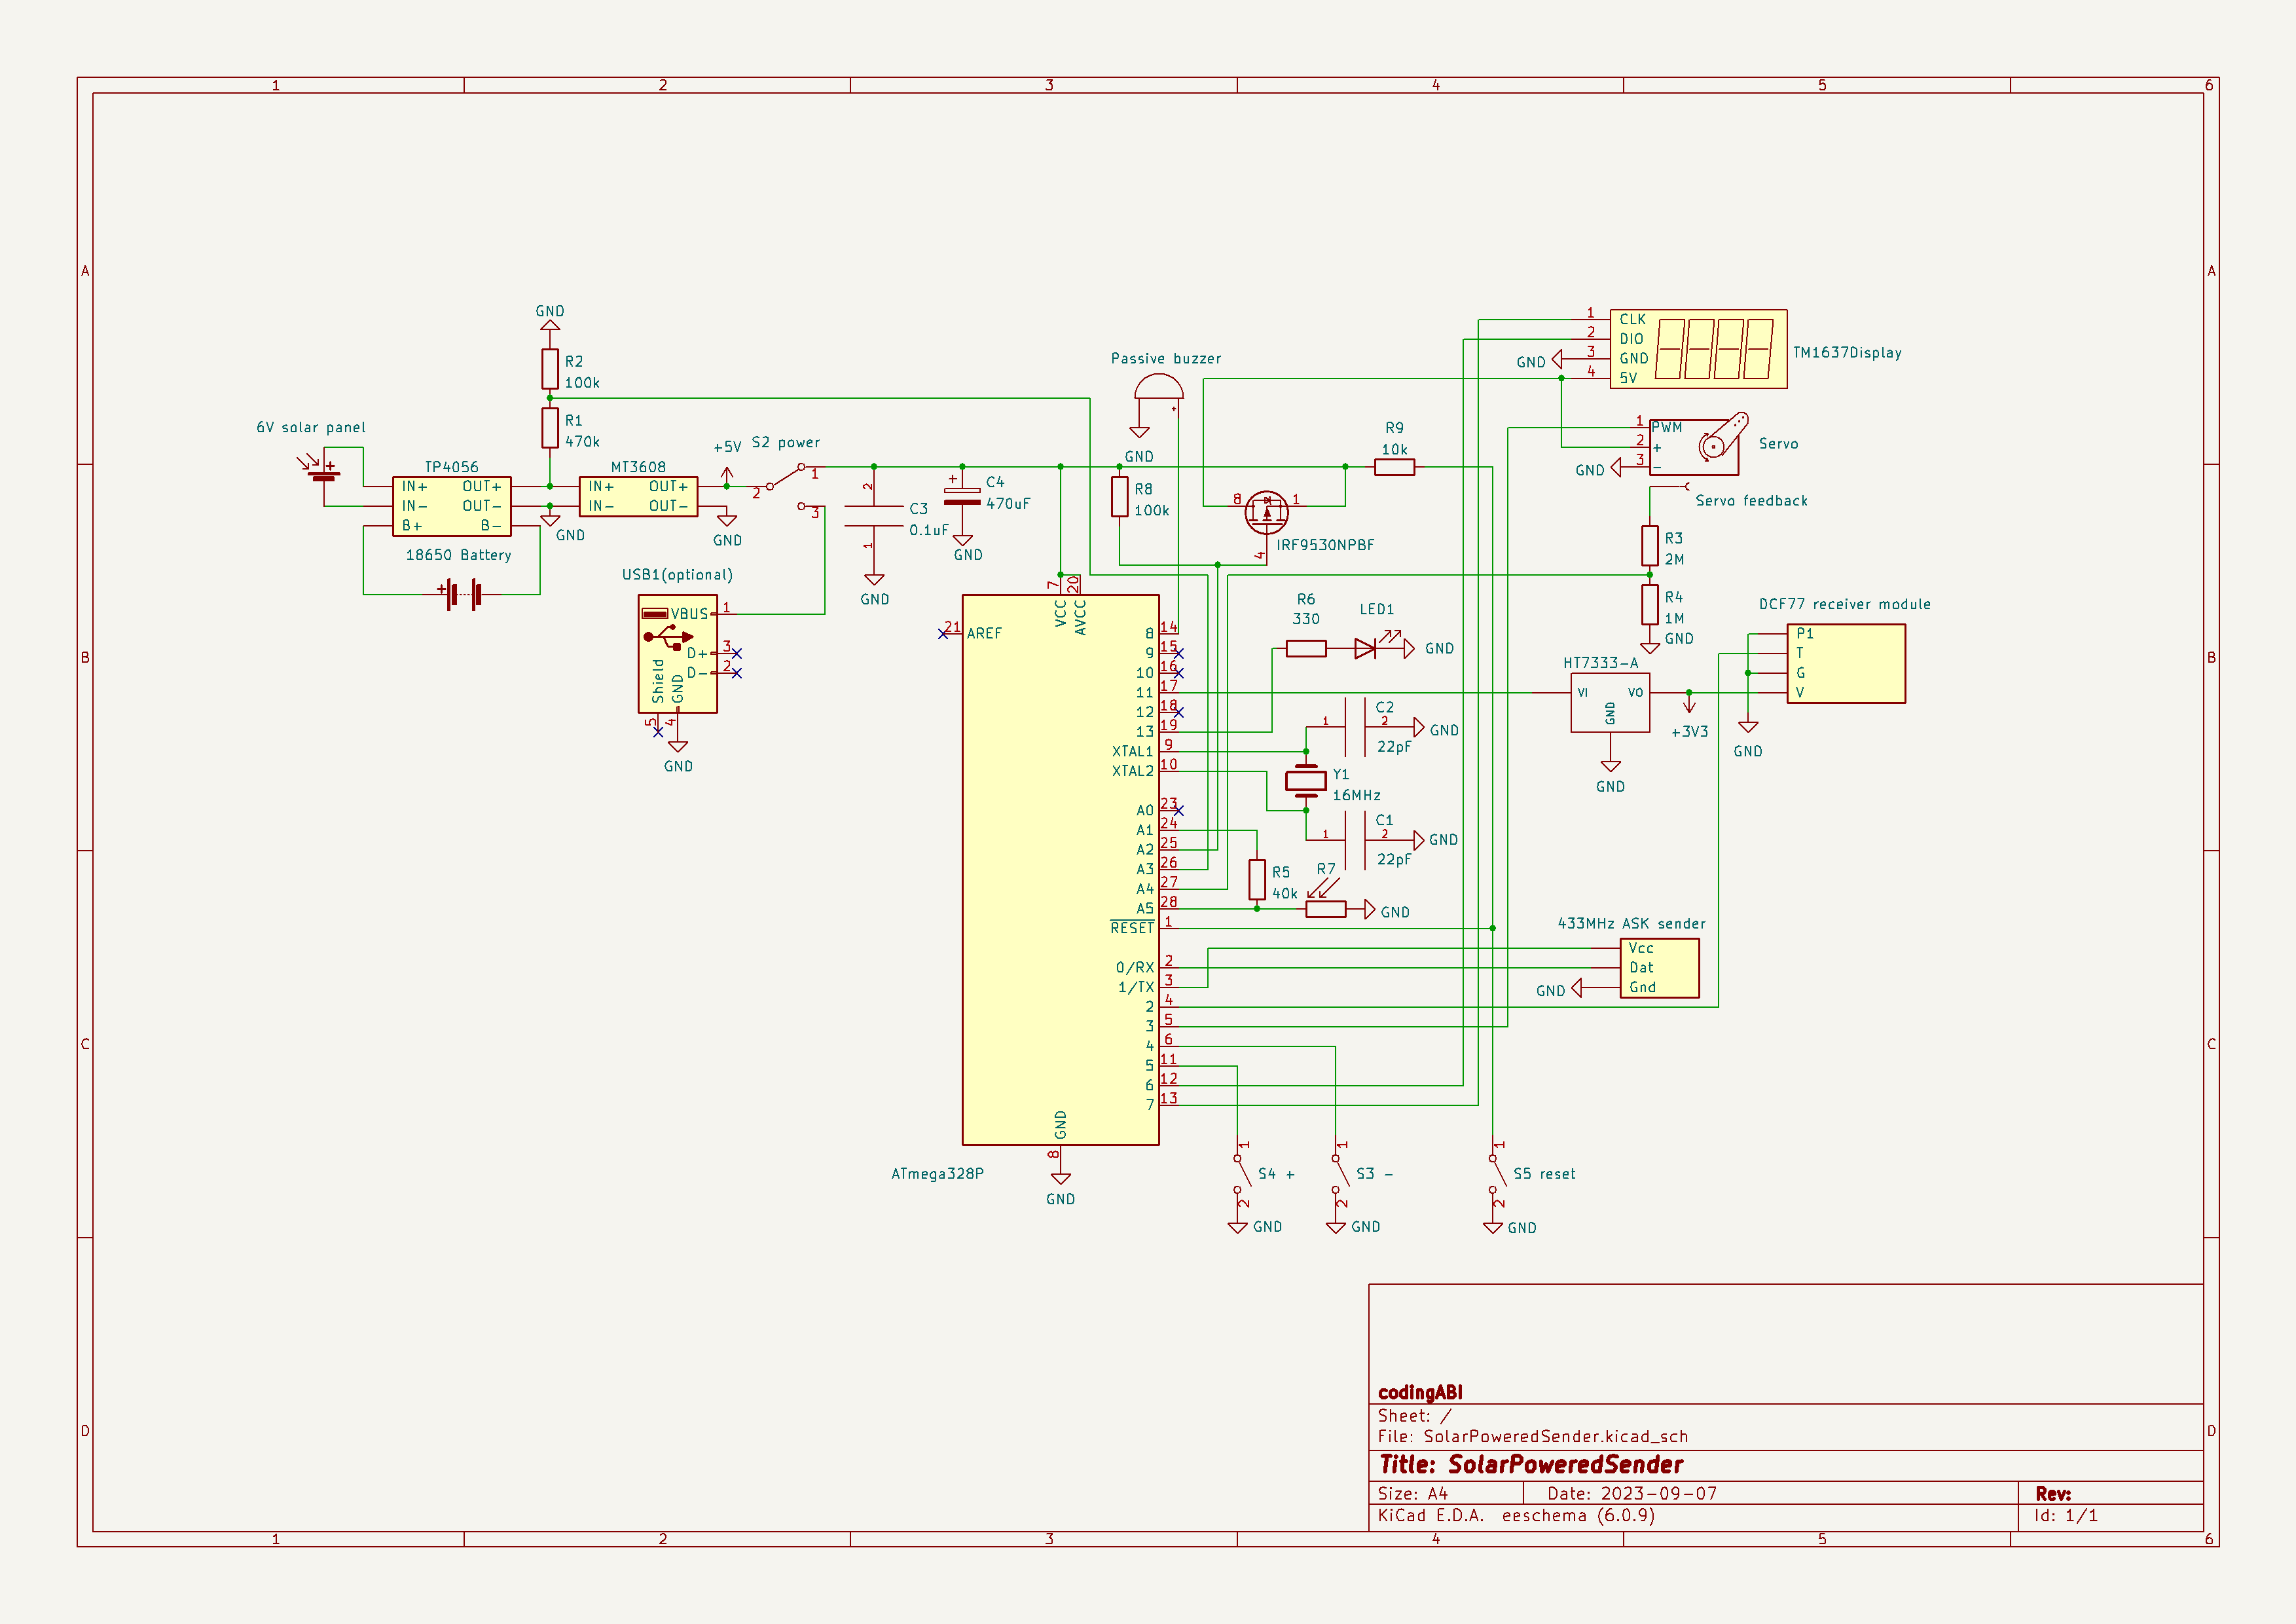 1 2 3 4 5 6
A
A
B
B
C
C
D
D
GND
R2
100k
R1
470k
6V solar panel
TP4056
IN+ OUT+
IN- OUT-
B+ B-
18650 Battery
GND
MT3608
IN+ OUT+
IN- OUT-
+5V
GND
S2 power
1
2
3
USB1(optional)
VBUS 1
D+ 3
D- 2
Shield
GND
5
4
GND
2
C3
0.1uF
1
GND
+
C4
470uF
GND
Passive buzzer
+
GND
R8
100k
8 1
4
IRF9530NPBF
R9
10k
1 CLK
2 DIO
GND 3 GND
4 5V
TM1637Display
1 PWM
2 +
GND 3 -
Servo
Servo feedback
R3
2M
R4
1M
GND
DCF77 receiver module
P1
T
G
V
GND
HT7333-A
VI VO
GND
GND
+3V3
7
20
VCC
AVCC
21 AREF
8 14
9 15
10 16
11 17
12 18
13 19
XTAL1 9
XTAL2 10
A0 23
A1 24
A2 25
A3 26
A4 27
A5 28
RESET 1
0/RX 2
1/TX 3
2 4
3 5
4 6
5 11
6 12
7 13
GND
8
GND
ATmega328P
R6
330
LED1
GND
1 2
C2
22pF
GND
Y1
16MHz
1 2
C1
22pF
GND
R5
40k
R7
GND
433MHz ASK sender
Vcc
Dat
Gnd
GND
1
S4 +
2
GND
1
S3 -
2
GND
1
S5 reset
2
GND
codingABI
Sheet: /
File: SolarPoweredSender.kicad_sch
Title: SolarPoweredSender
Size: A4 Date: 2023-09-07 Rev:
KiCad E.D.A. eeschema (6.0.9) Id: 1/1
1 2 3 4 5 6